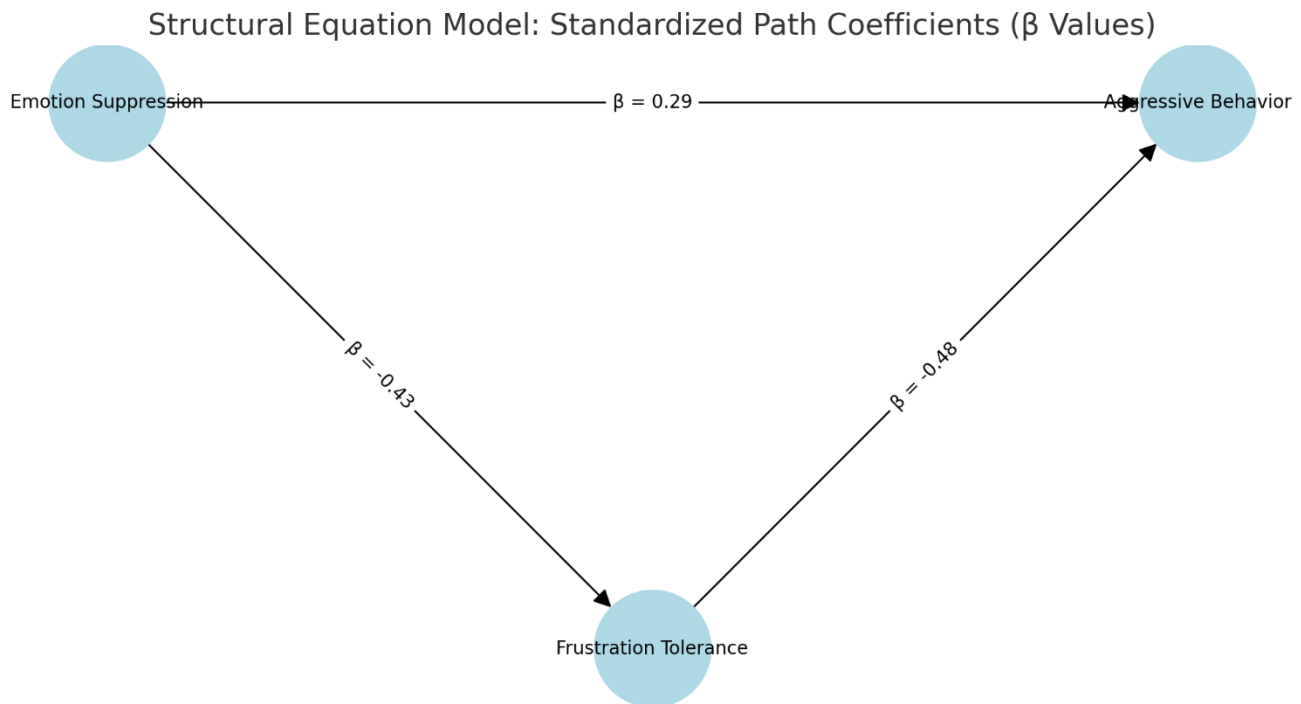 Structural Equation Model: Standardized Path Coefficients (β Values)
Emotion Suppression
β = 0.29
Aggressive Behavior
β = -0.43
β = -0.48
Frustration Tolerance